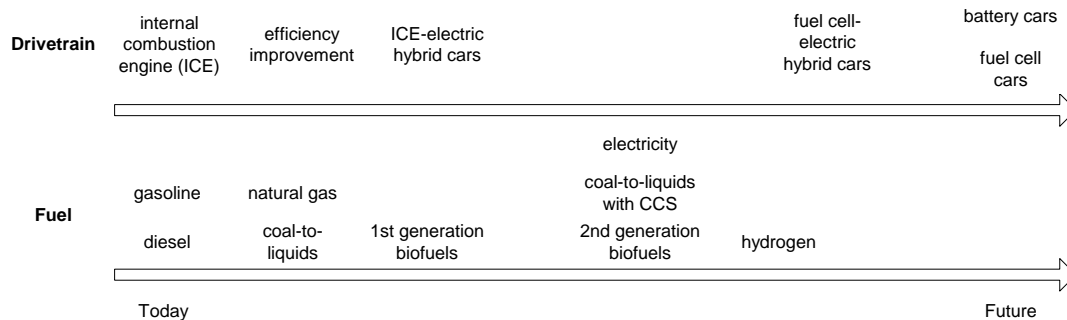 Drivetrain
internal
combustion
engine (ICE)
efficiency
improvement
ICE-electric
hybrid cars
fuel cell-
electric
hybrid cars
battery cars
fuel cell
cars
Fuel
gasoline
diesel
natural gas
coal-to-
liquids
1st generation
biofuels
electricity
coal-to-liquids
with CCS
2nd generation
biofuels
hydrogen
Today
Future